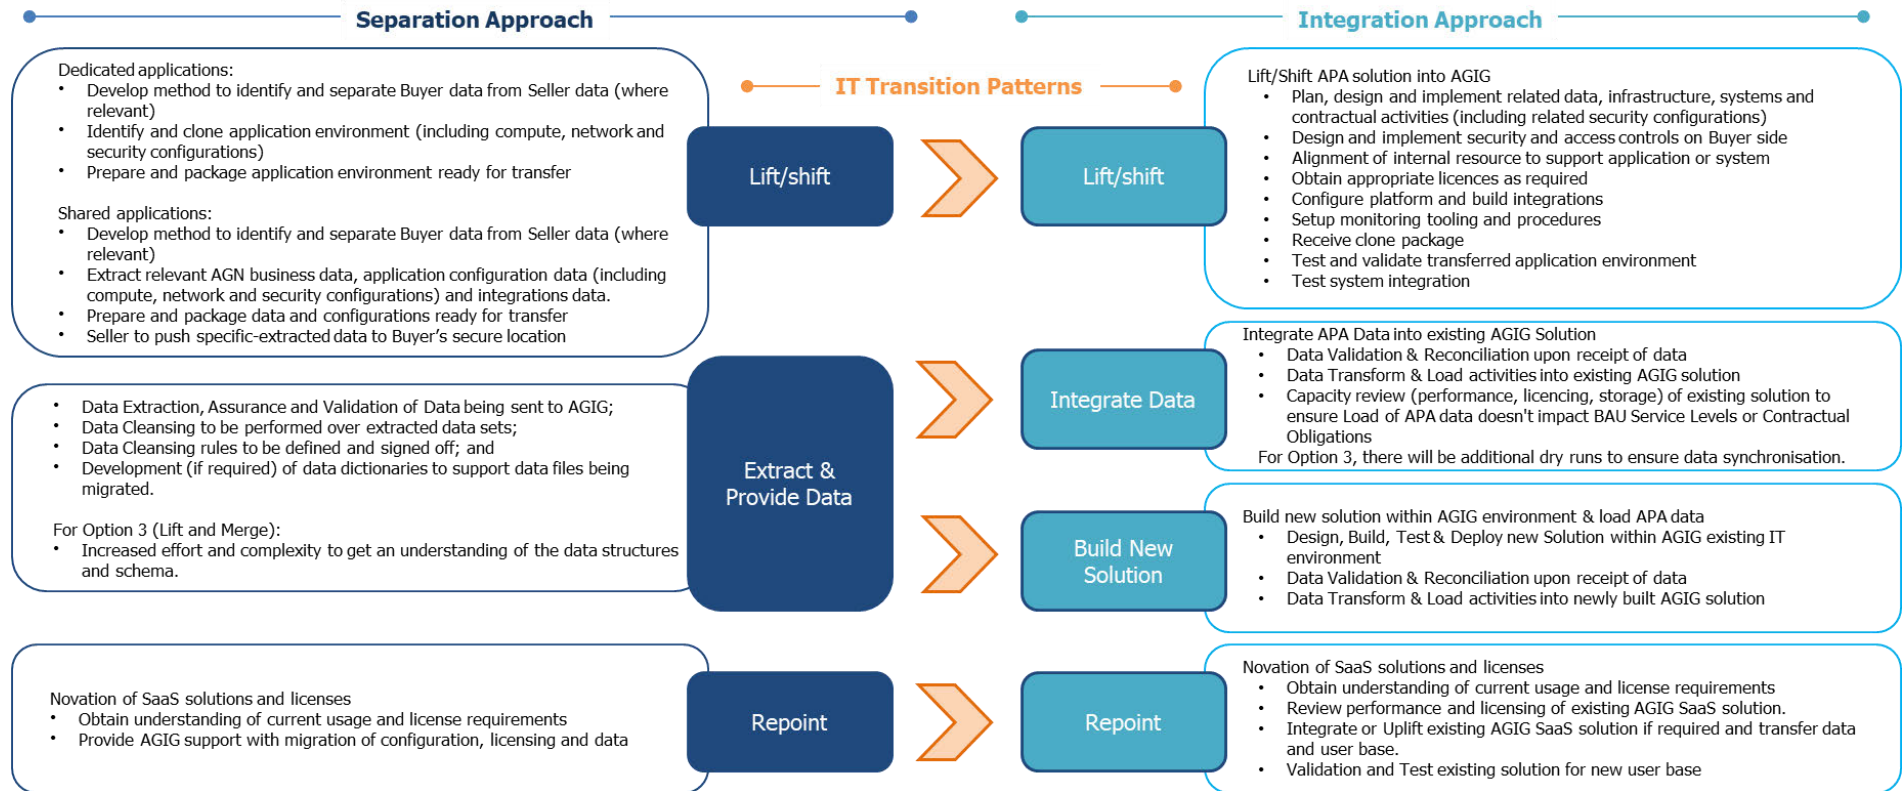 Separation Approach
Integration Approach
IT Transition Patterns
Dedicated applications:
• Develop method to identify and separate Buyer data from Seller data (where
relevant)
• Identify and clone application environment (including compute, network and
security configurations)
• Prepare and package application environment ready for transfer
Shared applications:
• Develop method to identify and separate Buyer data from Seller data (where
relevant)
• Extract relevant AGN business data, application configuration data (including
compute, network and security configurations) and integrations data.
• Prepare and package data and configurations ready for transfer
• Seller to push specific-extracted data to Buyer's secure location
Lift/shift
Lift/shift
Lift/Shift APA solution into AGIG
• Plan, design and implement related data, infrastructure, systems and
contractual activities (including related security configurations)
• Design and implement security and access controls on Buyer side
• Alignment of internal resource to support application or system
• Obtain appropriate licences as required
• Configure platform and build integrations
• Setup monitoring tooling and procedures
• Receive clone package
• Test and validate transferred application environment
• Test system integration
• Data Extraction, Assurance and Validation of Data being sent to AGIG;
• Data Cleansing to be performed over extracted data sets;
• Data Cleansing rules to be defined and signed off; and
• Development (if required) of data dictionaries to support data files being
migrated.
For Option 3 (Lift and Merge):
• Increased effort and complexity to get an understanding of the data structures
and schema.
Extract &
Provide Data
Integrate Data
Integrate APA Data into existing AGIG Solution
• Data Validation & Reconciliation upon receipt of data
• Data Transform & Load activities into existing AGIG solution
• Capacity review (performance, licencing, storage) of existing solution to
ensure Load of APA data doesn't impact BAU Service Levels or Contractual
Obligations
For Option 3, there will be additional dry runs to ensure data synchronisation.
Build New
Solution
Build new solution within AGIG environment & load APA data
• Design, Build, Test & Deploy new Solution within AGIG existing IT
environment
• Data Validation & Reconciliation upon receipt of data
• Data Transform & Load activities into newly built AGIG solution
Novation of SaaS solutions and licenses
• Obtain understanding of current usage and license requirements
• Provide AGIG support with migration of configuration, licensing and data
Repoint
Repoint
Novation of SaaS solutions and licenses
• Obtain understanding of current usage and license requirements
• Review performance and licensing of existing AGIG SaaS solution.
• Integrate or Uplift existing AGIG SaaS solution if required and transfer data
and user base.
• Validation and Test existing solution for new user base